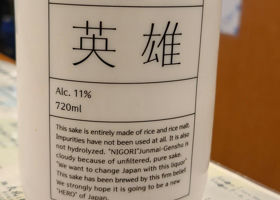 英雄
Alc. 11%
720ml
This sake is entirely made of rice and rice malt.
Impurities have not been used at all. It is also
not hydrolyzed. "NIGORI"Junmai-Genshu is
cloudy because of unfiltered, pure sake.
"We want to change Japan with this liquor"
This sake has been brewed by this firm belief.
We strongly hope it is going to be a new
"HERO" of Japan.